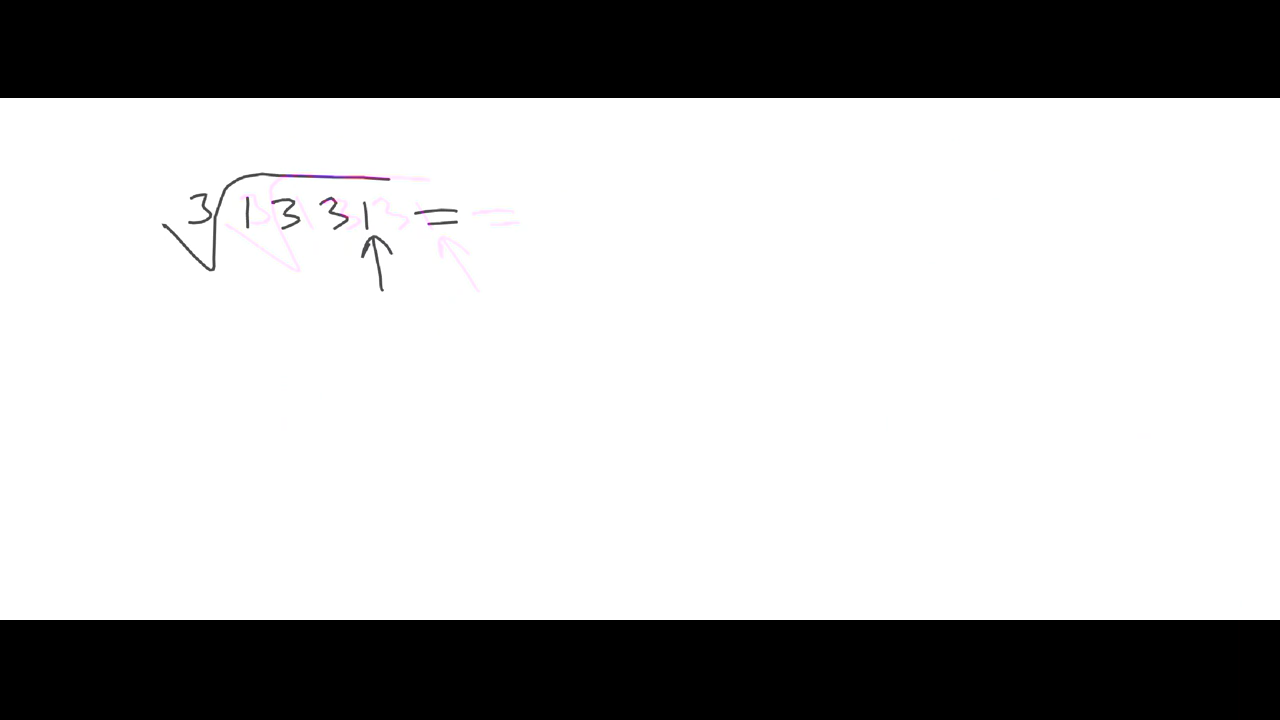 ∛1331 =